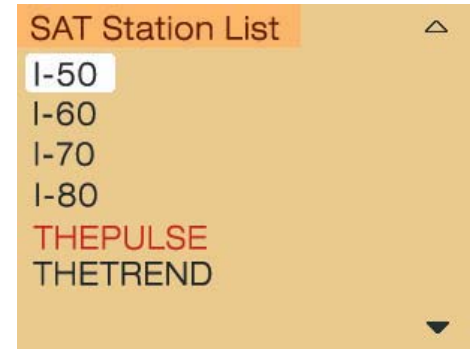 SAT Station List
I-50
I-60
I-70
I-80
THEPULSE
THETREND